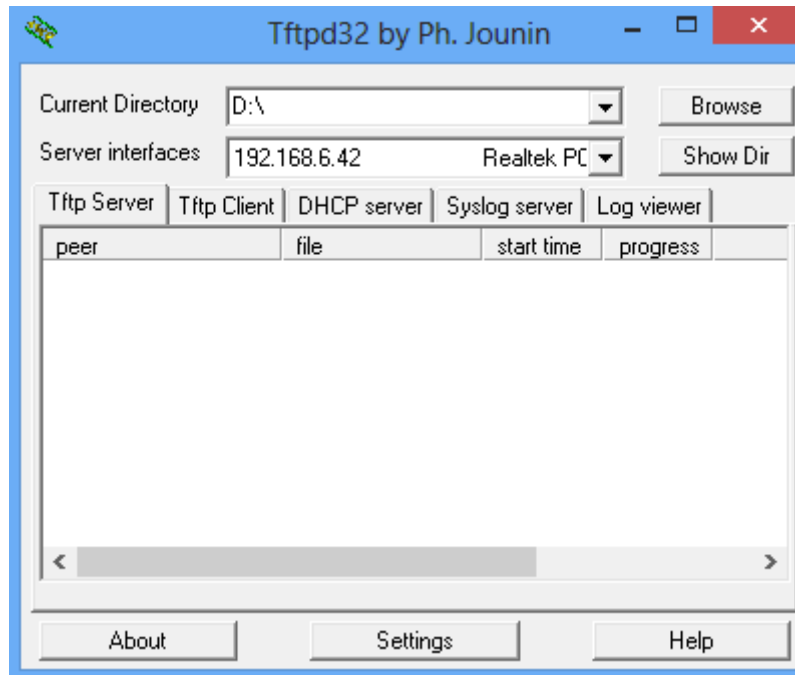 Tftpd32 by Ph. Jounin
Current Directory D:\ Browse
Server interfaces 192.168.6.42 Realtek PC Show Dir
Tftp Server Tftp Client DHCP server Syslog server Log viewer
peer file start time progress
About Settings Help